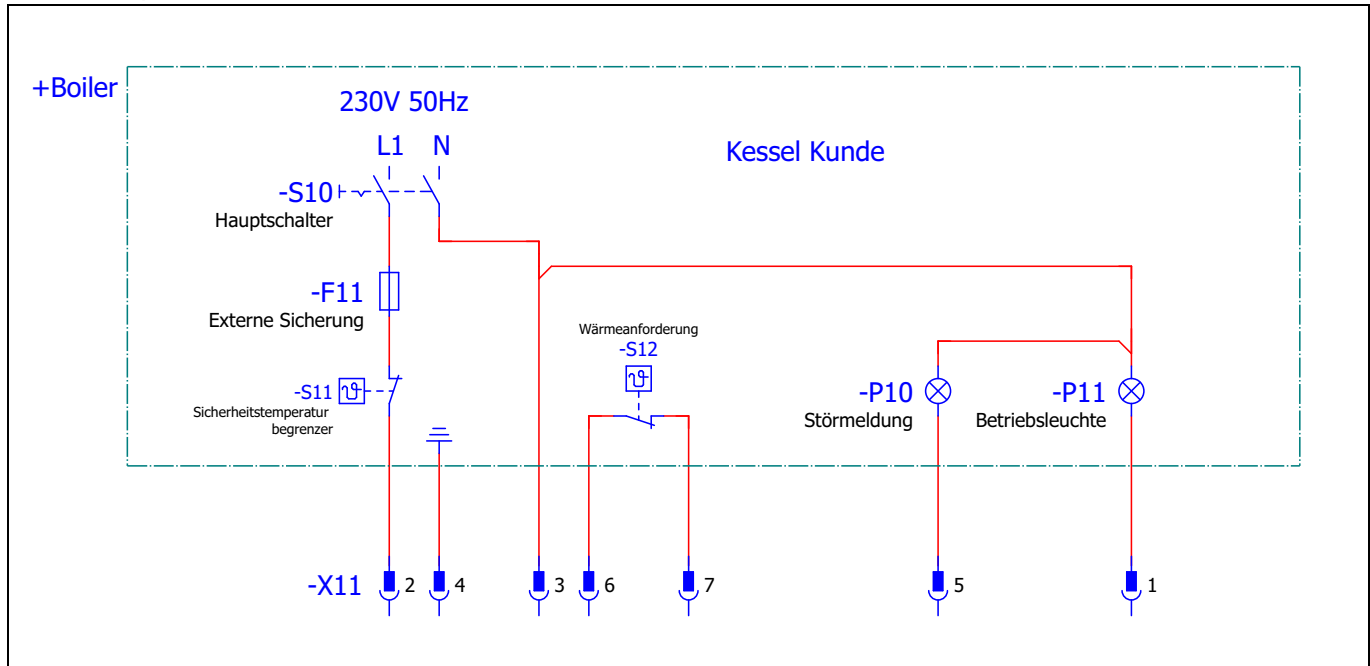 +Boiler
230V 50Hz
L1
N
Kessel Kunde
-S10
Hauptschalter
-F11
Externe Sicherung
Wärmeanforderung
-S12
ϑ
-S11
ϑ
Sicherheitstemperatur
begrenzer
-P10
Störmeldung
-P11
Betriebsleuchte
-X11
2
4
3
6
7
5
1